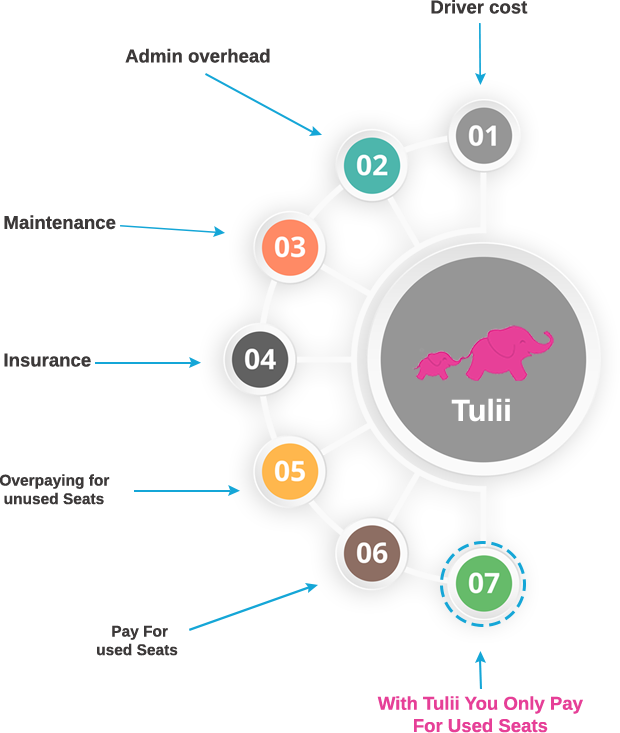 Driver cost
01
Admin overhead
02
Maintenance
03
Insurance
04
Overpaying for
unused Seats
05
Pay For
used Seats
06
07
With Tulii You Only Pay
For Used Seats
Tulii